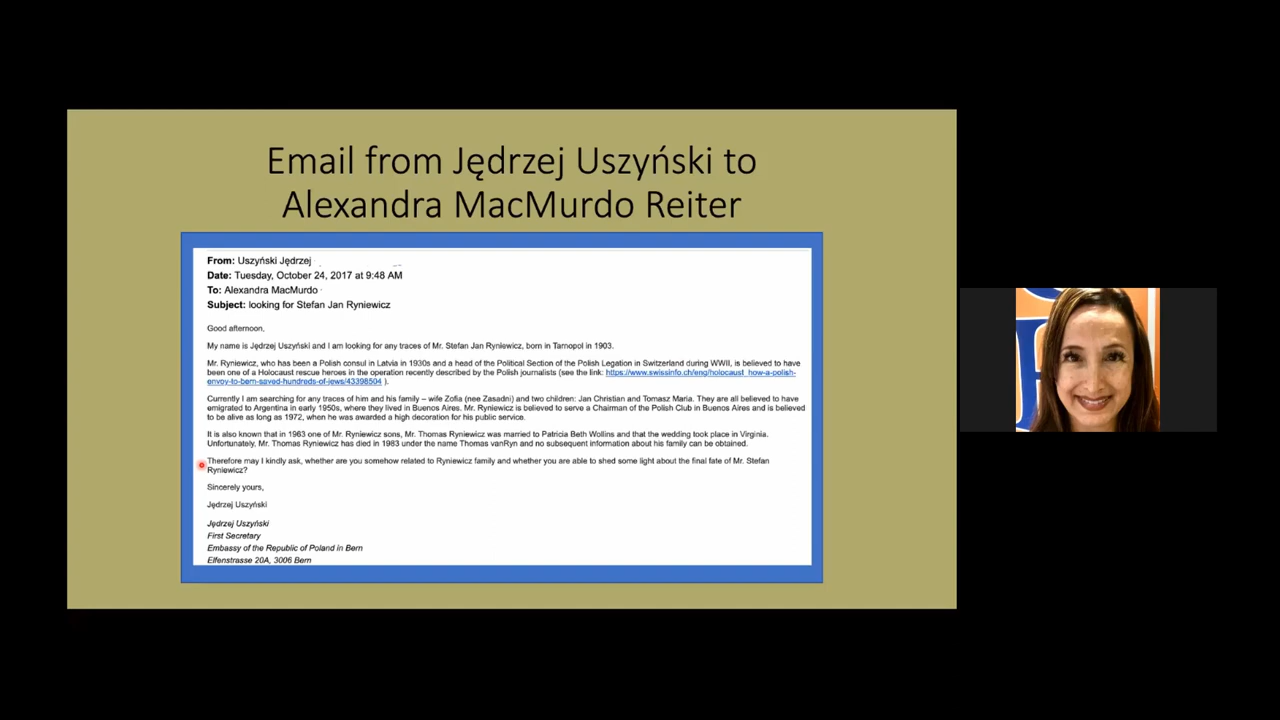 Email from Jędrzej Uszyński to
Alexandra MacMurdo Reiter
From: Uszyński Jędrzej
Date: Tuesday, October 24, 2017 at 9:48 AM
To: Alexandra MacMurdo
Subject: looking for Stefan Jan Ryniewicz
Good afternoon,
My name is Jędrzej Uszyński and I am looking for any traces of Mr. Stefan Jan Ryniewicz, born in Tarnopol in 1903.
Mr. Ryniewicz, who has been a Polish consul in Latvia in 1930s and a head of the Political Section of the Polish Legation in Switzerland during WWII, is believed to have
been one of a Holocaust rescue heroes in the operation recently described by the Polish journalists (see the link: https://www.swissinfo.ch/eng/holocaust_how-a-polish-
envoy-to-bern-saved-hundreds-of-jews/43398504 ).
Currently I am searching for any traces of him and his family – wife Zofia (nee Zasadni) and two children: Jan Christian and Tomasz Maria. They are all believed to have
emigrated to Argentina in early 1950s, where they lived in Buenos Aires. Mr. Ryniewicz is believed to serve a Chairman of the Polish Club in Buenos Aires and is believed
to be alive as long as 1972, when he was awarded a high decoration for his public service.
It is also known that in 1963 one of Mr. Ryniewicz sons, Mr. Thomas Ryniewicz was married to Patricia Beth Wollins and that the wedding took place in Virginia.
Unfortunately, Mr. Thomas Ryniewicz has died in 1983 under the name Thomas vanRyn and no subsequent information about his family can be obtained.
Therefore may I kindly ask, whether are you somehow related to Ryniewicz family and whether you are able to shed some light about the final fate of Mr. Stefan
Ryniewicz?
Sincerely yours,
Jędrzej Uszyński
Jędrzej Uszyński
First Secretary
Embassy of the Republic of Poland in Bern
Elfenstrasse 20A, 3006 Bern